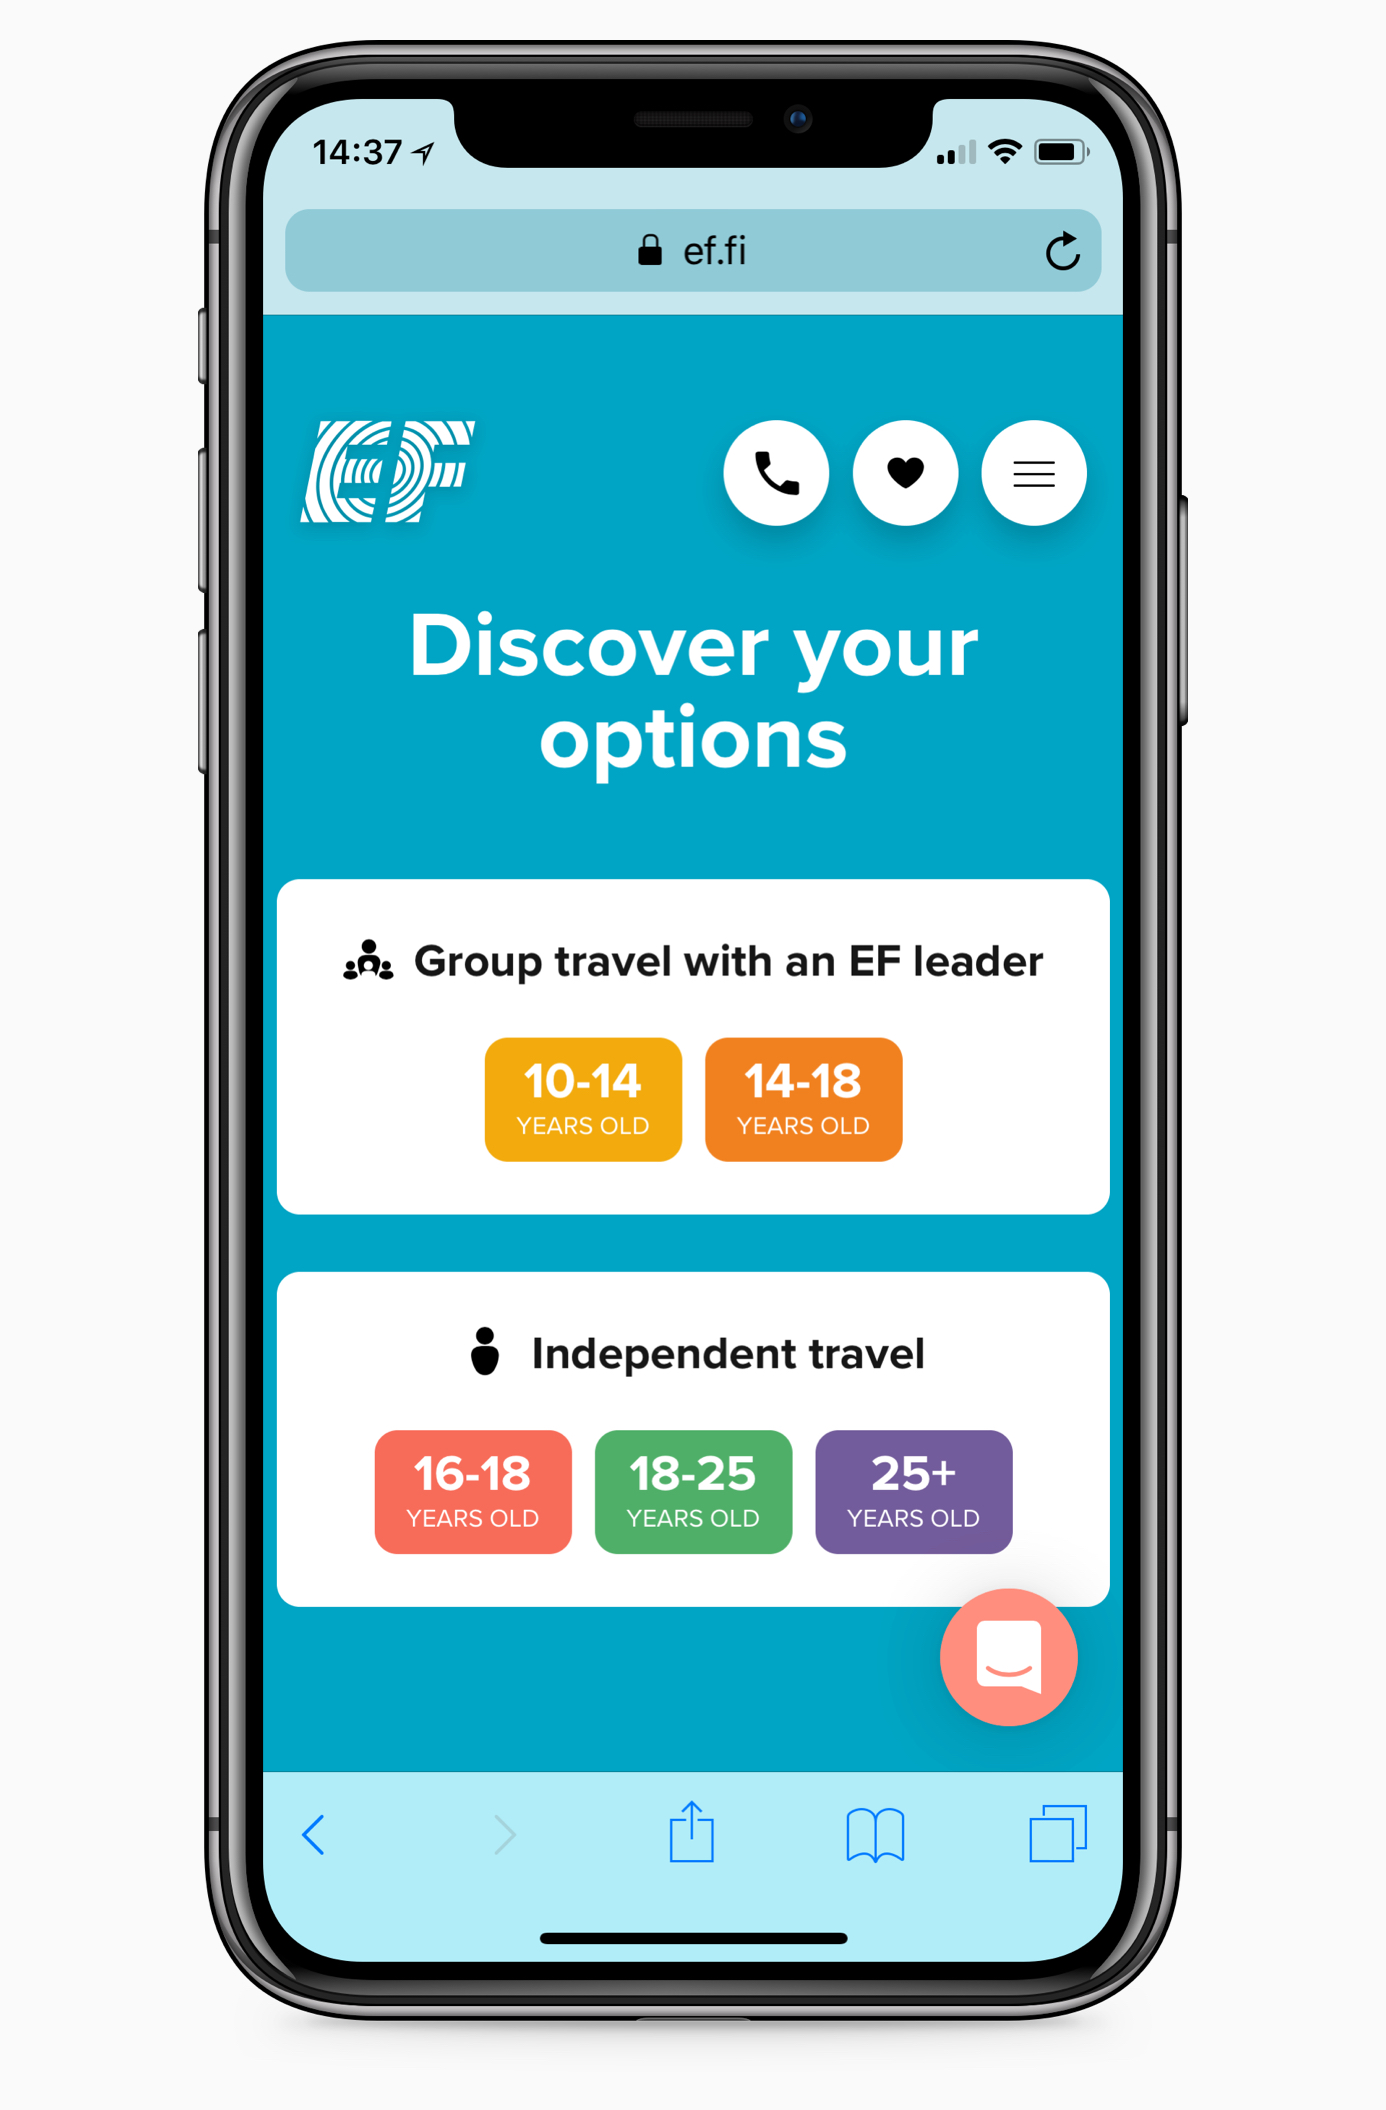 14:37
ef.fi
EF
Discover your
options
Group travel with an EF leader
10-14
YEARS OLD
14-18
YEARS OLD
Independent travel
16-18
YEARS OLD
18-25
YEARS OLD
25+
YEARS OLD